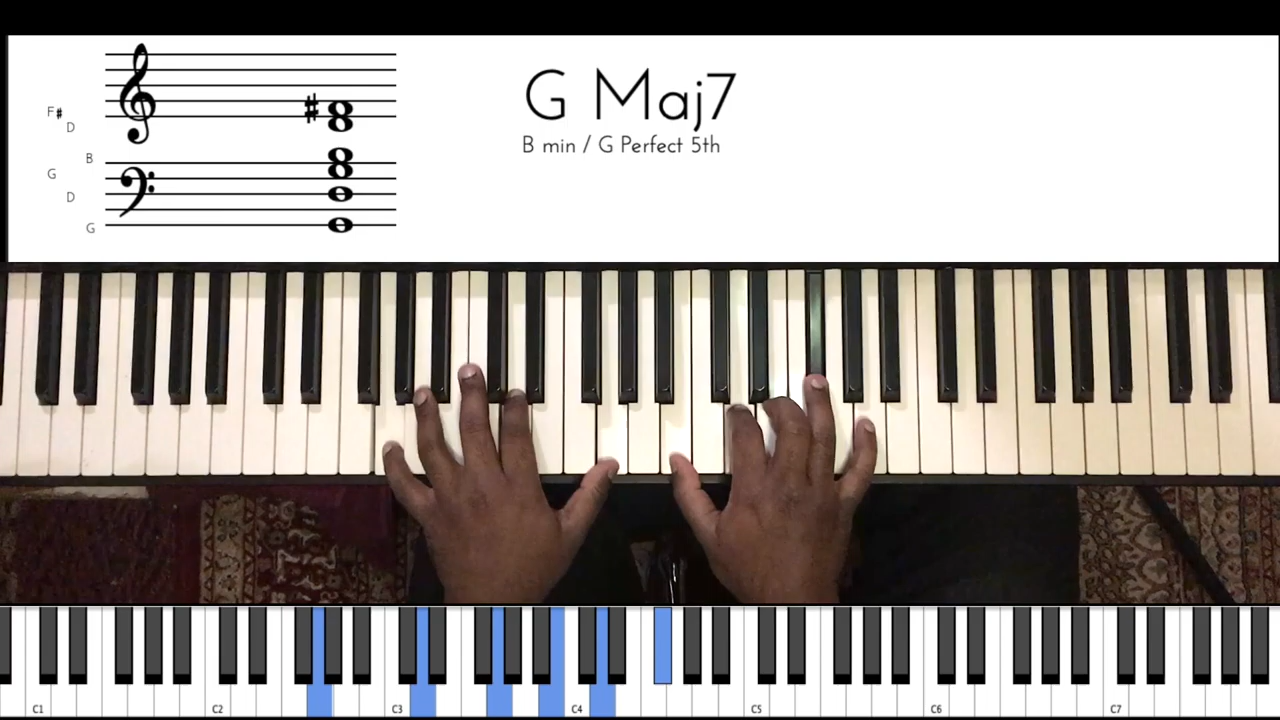 G Maj7
B min / G Perfect 5th
F#
D
B
G
D
G
C1 C2 C3 C4 C5 C6 C7